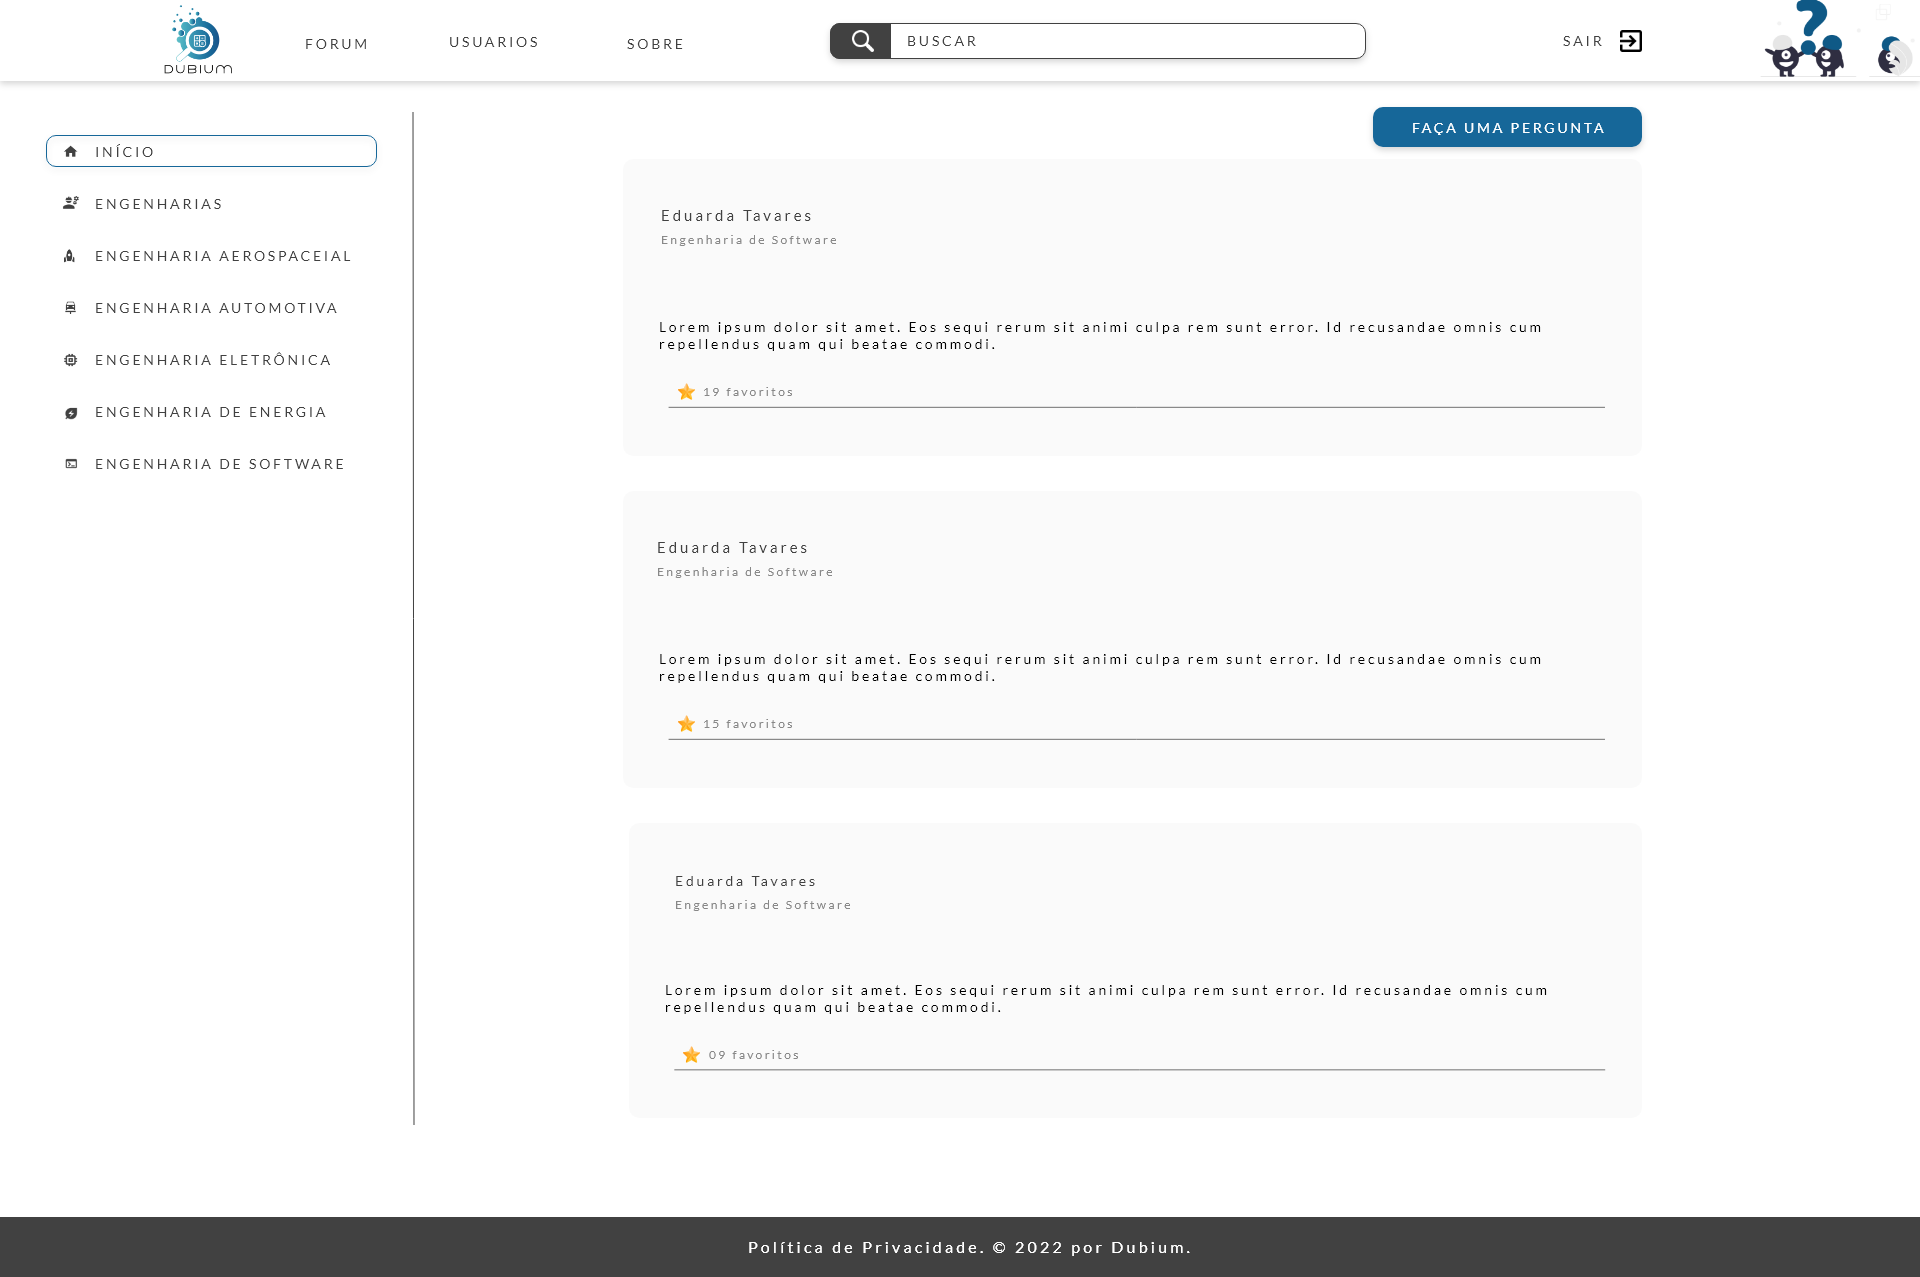 DUBIUM
FORUM
USUARIOS
SOBRE
BUSCAR
SAIR
FAÇA UMA PERGUNTA
INÍCIO
ENGENHARIAS
ENGENHARIA AEROSPACEIAL
ENGENHARIA AUTOMOTIVA
ENGENHARIA ELETRÔNICA
ENGENHARIA DE ENERGIA
ENGENHARIA DE SOFTWARE
Eduarda Tavares
Engenharia de Software
Lorem ipsum dolor sit amet. Eos sequi rerum sit animi culpa rem sunt error. Id recusandae omnis cum
repellendus quam qui beatae commodi.
19 favoritos
Eduarda Tavares
Engenharia de Software
Lorem ipsum dolor sit amet. Eos sequi rerum sit animi culpa rem sunt error. Id recusandae omnis cum
repellendus quam qui beatae commodi.
15 favoritos
Eduarda Tavares
Engenharia de Software
Lorem ipsum dolor sit amet. Eos sequi rerum sit animi culpa rem sunt error. Id recusandae omnis cum
repellendus quam qui beatae commodi.
09 favoritos
Política de Privacidade. © 2022 por Dubium.